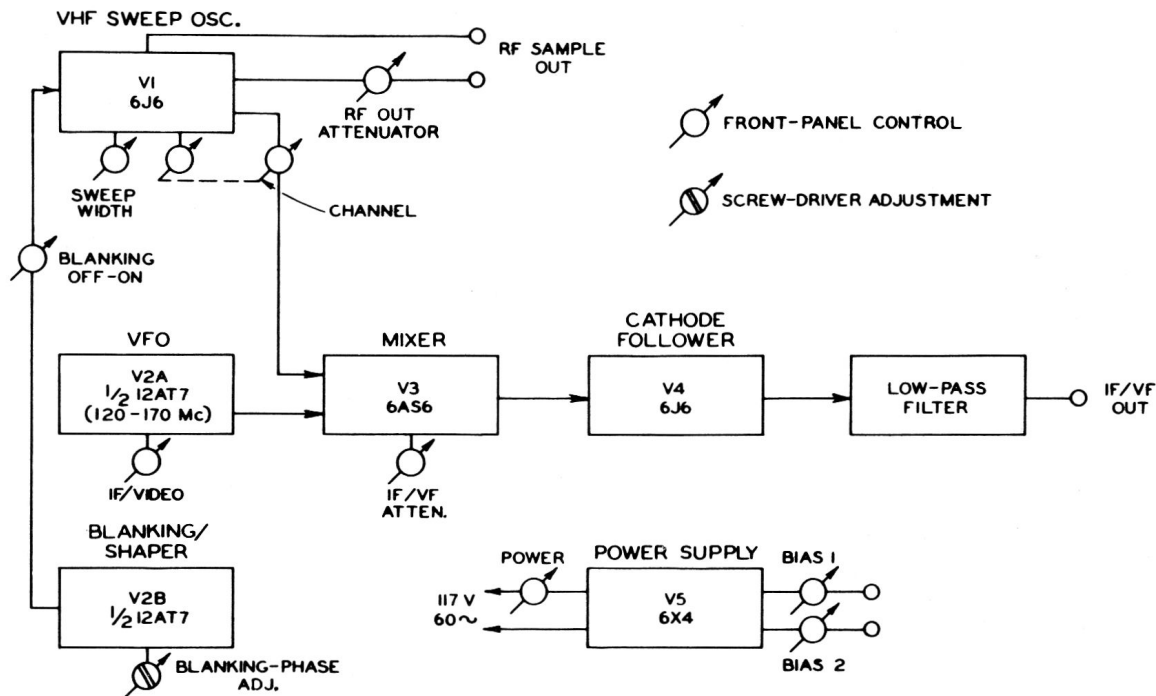 VHF SWEEP OSC.
V1
6J6
RF SAMPLE
OUT
RF OUT
ATTENUATOR
SWEEP
WIDTH
CHANNEL
FRONT-PANEL CONTROL
SCREW-DRIVER ADJUSTMENT
BLANKING
OFF-ON
VFO
V2A
1/2 12AT7
(120-170 Mc)
IF/VIDEO
MIXER
V3
6AS6
IF/VF
ATTEN.
CATHODE
FOLLOWER
V4
6J6
LOW-PASS
FILTER
IF/VF
OUT
BLANKING/
SHAPER
V2B
1/2 12AT7
BLANKING-PHASE
ADJ.
POWER
117 V
60~
POWER SUPPLY
V5
6X4
BIAS 1
BIAS 2